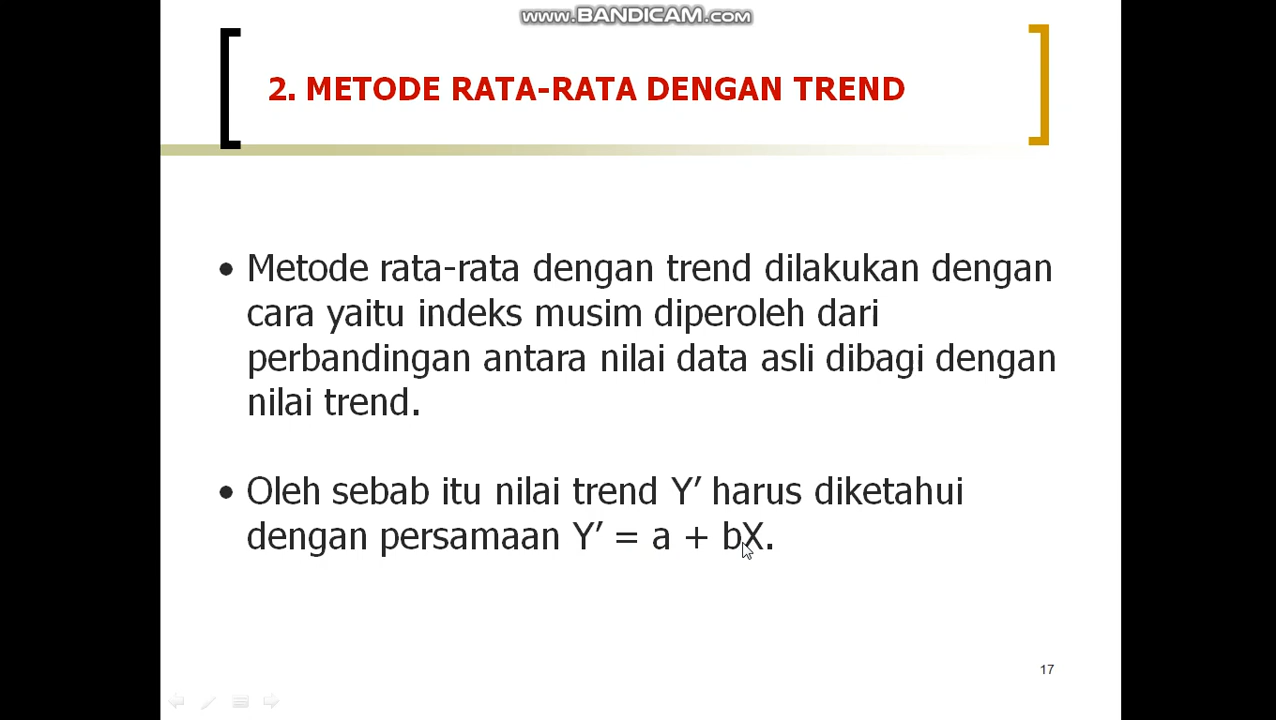 www.BANDICAM.com
2. METODE RATA-RATA DENGAN TREND
• Metode rata-rata dengan trend dilakukan dengan
cara yaitu indeks musim diperoleh dari
perbandingan antara nilai data asli dibagi dengan
nilai trend.
• Oleh sebab itu nilai trend Y’ harus diketahui
dengan persamaan Y’ = a + bX.
17